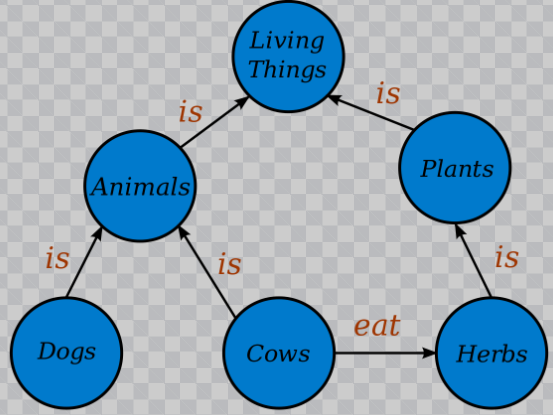 Living
Things
is
is
Animals
Plants
is
is
is
eat
Dogs
Cows
Herbs